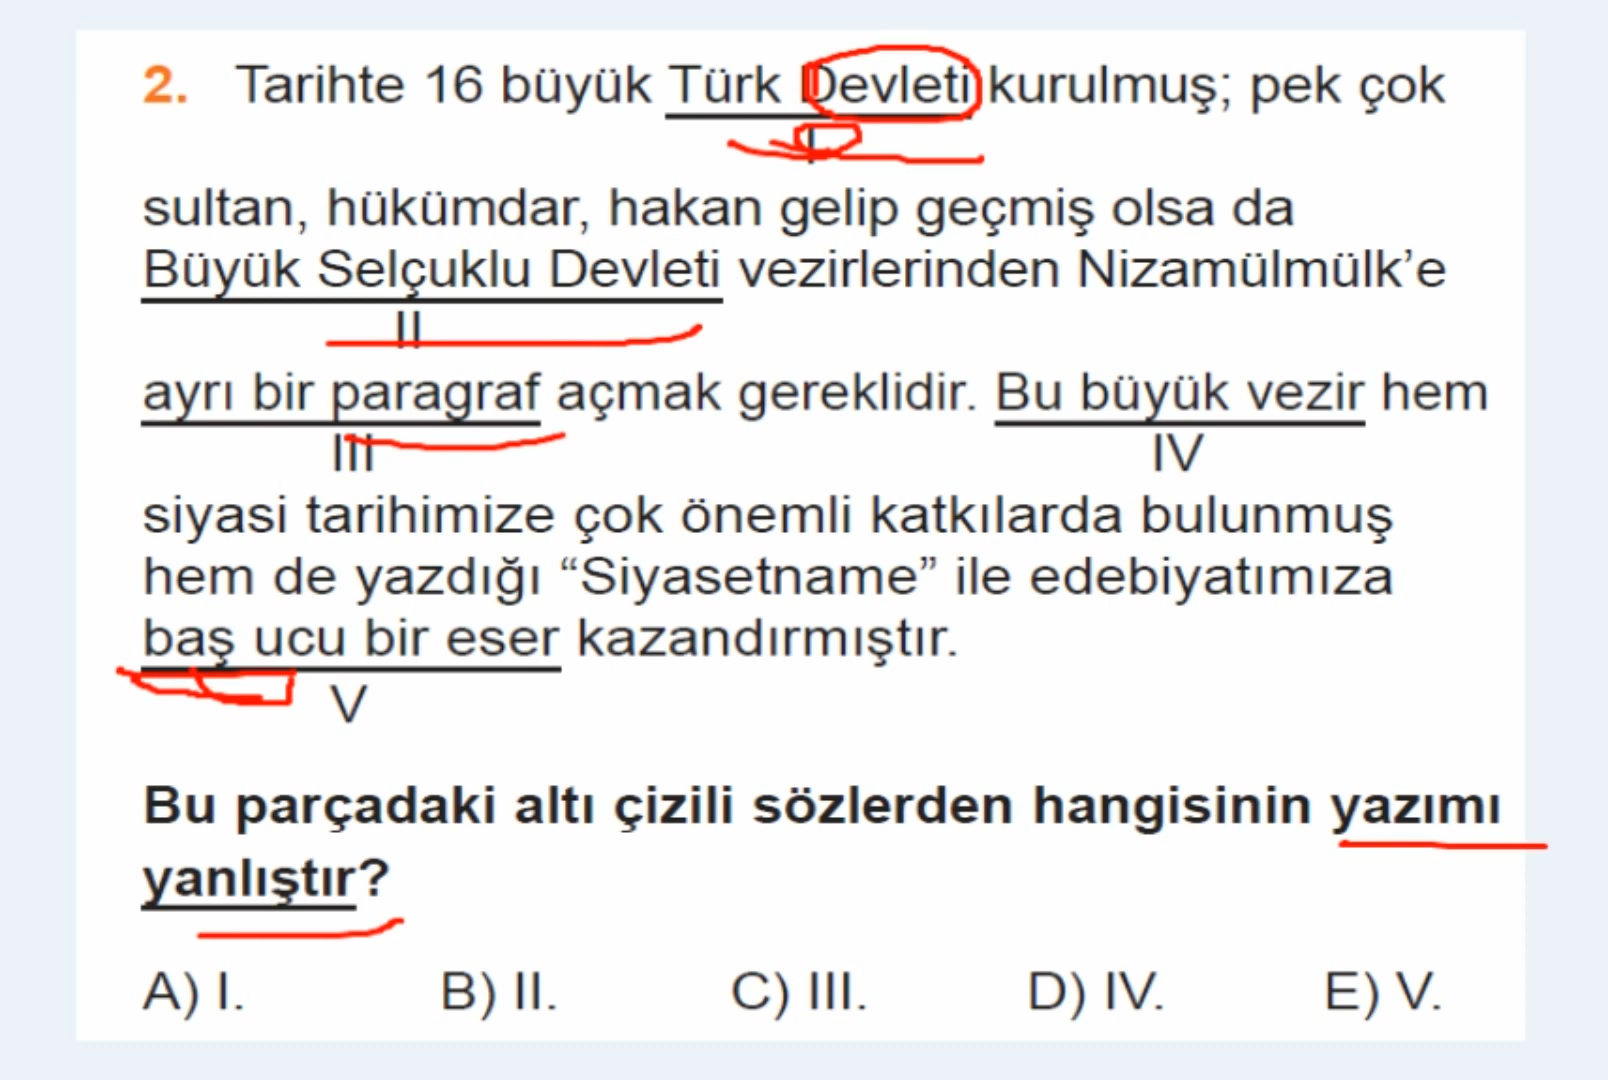 2. Tarihte 16 büyük Türk Devleti kurulmuş; pek çok
I
sultan, hükümdar, hakan gelip geçmiş olsa da
Büyük Selçuklu Devleti vezirlerinden Nizamülmülk’e
II
ayrı bir paragraf açmak gereklidir. Bu büyük vezir hem
III IV
siyasi tarihimize çok önemli katkılarda bulunmuş
hem de yazdığı “Siyasetname” ile edebiyatımıza
baş ucu bir eser kazandırmıştır.
V
Bu parçadaki altı çizili sözlerden hangisinin yazımı
yanlıştır?
A) I. B) II. C) III. D) IV. E) V.